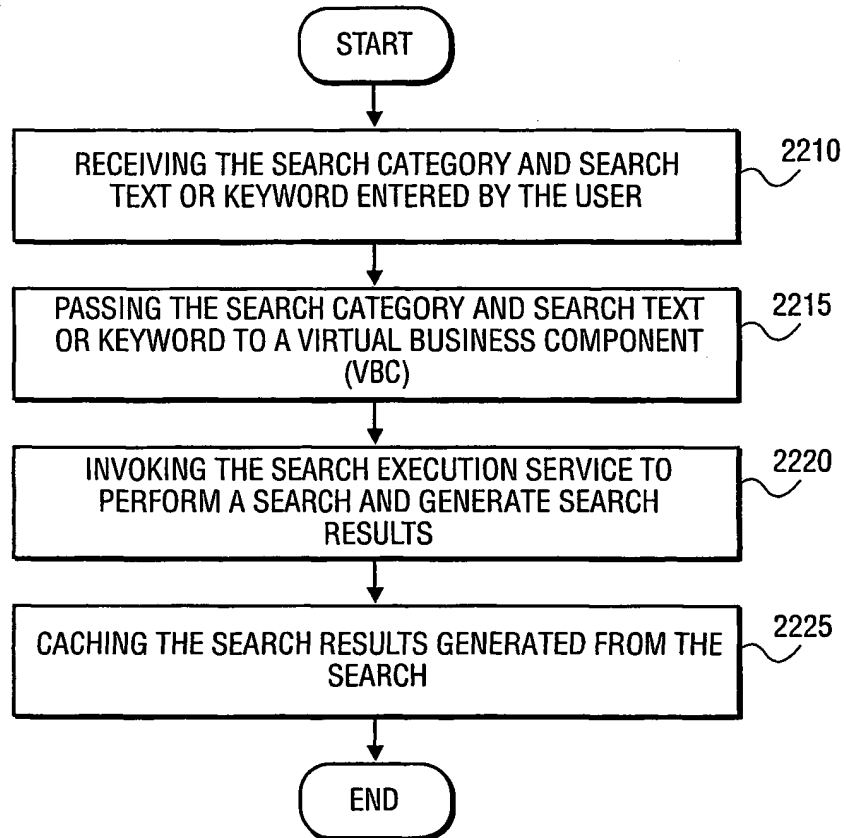 START
RECEIVING THE SEARCH CATEGORY AND SEARCH
TEXT OR KEYWORD ENTERED BY THE USER
2210
PASSING THE SEARCH CATEGORY AND SEARCH TEXT
OR KEYWORD TO A VIRTUAL BUSINESS COMPONENT
(VBC)
2215
INVOKING THE SEARCH EXECUTION SERVICE TO
PERFORM A SEARCH AND GENERATE SEARCH
RESULTS
2220
CACHING THE SEARCH RESULTS GENERATED FROM THE
SEARCH
2225
END